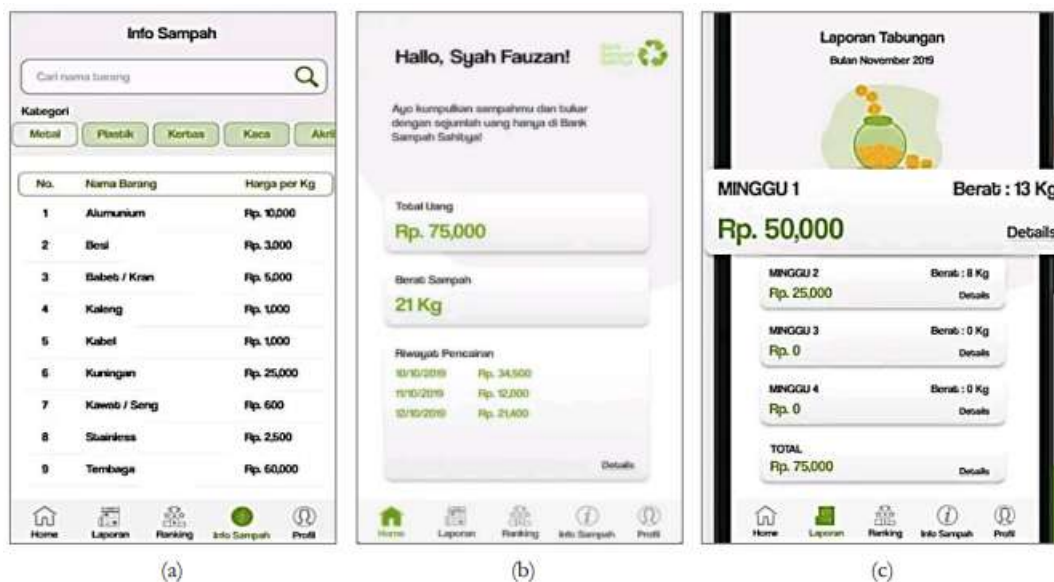 Info Sampah
Cari nama barang
Kategori
Metal Plastik Kertas Kaca Akril
No. Nama Barang Harga per Kg
1 Alumunium Rp. 10,000
2 Besi Rp. 3,000
3 Babet / Kran Rp. 5,000
4 Kaleng Rp. 1,000
5 Kabel Rp. 1,000
6 Kuningan Rp. 25,000
7 Kawat / Seng Rp. 600
8 Stainless Rp. 2,500
9 Tembaga Rp. 60,000
Home Laporan Ranking Info Sampah Profil
(a)
Hallo, Syah Fauzan!
Bank
Sampah
Sahitya
Ayo kumpulkan sampahmu dan tukar
dengan sejumlah uang hanya di Bank
Sampah Sahitya!
Total Uang
Rp. 75,000
Berat Sampah
21 Kg
Riwayat Pencairan
10/10/2019 Rp. 34,500
11/10/2019 Rp. 12,000
12/10/2019 Rp. 21,400
Details
Home Laporan Ranking Info Sampah Profil
(b)
Laporan Tabungan
Bulan November 2019
MINGGU 1 Berat : 13 Kg
Rp. 50,000 Details
MINGGU 2 Berat : 8 Kg
Rp. 25,000 Details
MINGGU 3 Berat : 0 Kg
Rp. 0 Details
MINGGU 4 Berat : 0 Kg
Rp. 0 Details
TOTAL
Rp. 75,000 Details
Home Laporan Ranking Info Sampah Profil
(c)